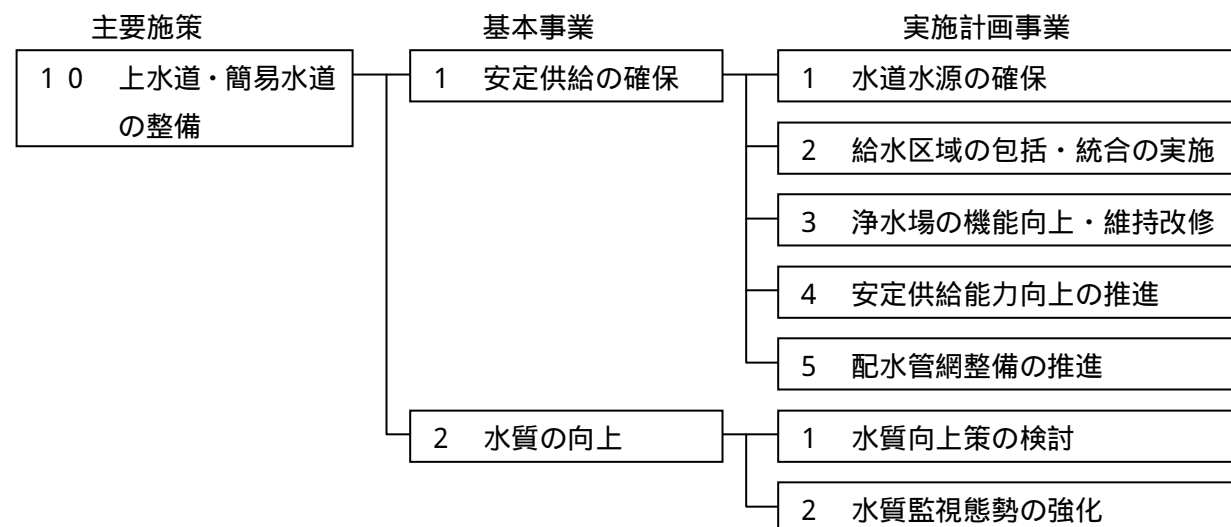 主要施策 基本事業 実施計画事業
10 上水道・簡易水道 1 安定供給の確保 1 水道水源の確保
の整備
2 給水区域の包括・統合の実施
3 浄水場の機能向上・維持改修
4 安定供給能力向上の推進
5 配水管網整備の推進
2 水質の向上 1 水質向上策の検討
2 水質監視態勢の強化